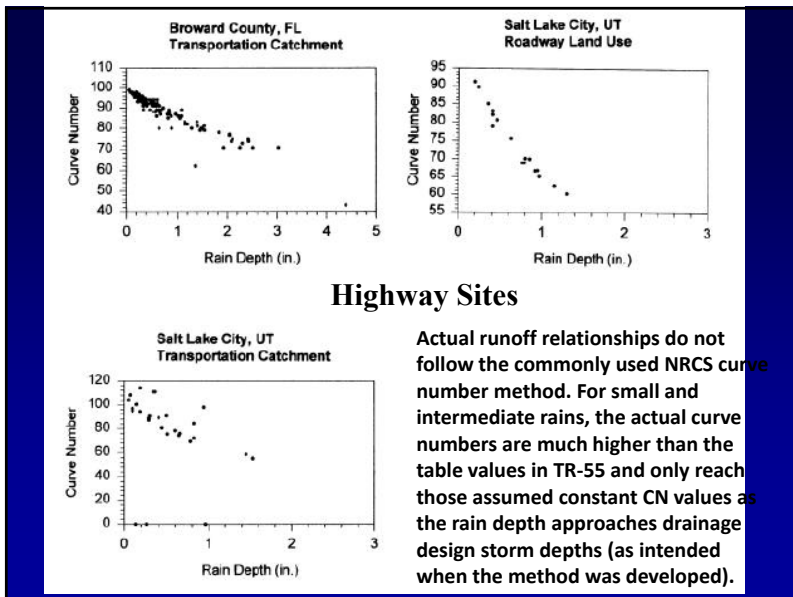 Broward County, FL
Transportation Catchment
110
100
90
80
70
60
50
40
Curve Number
0 1 2 3 4 5
Rain Depth (in.)
Salt Lake City, UT
Roadway Land Use
95
90
85
80
75
70
65
60
55
Curve Number
0 1 2 3
Rain Depth (in.)
Highway Sites
Salt Lake City, UT
Transportation Catchment
120
100
80
60
40
20
0
Curve Number
0 1 2 3
Rain Depth (in.)
Actual runoff relationships do not
follow the commonly used NRCS curve
number method. For small and
intermediate rains, the actual curve
numbers are much higher than the
table values in TR-55 and only reach
those assumed constant CN values as
the rain depth approaches drainage
design storm depths (as intended
when the method was developed).